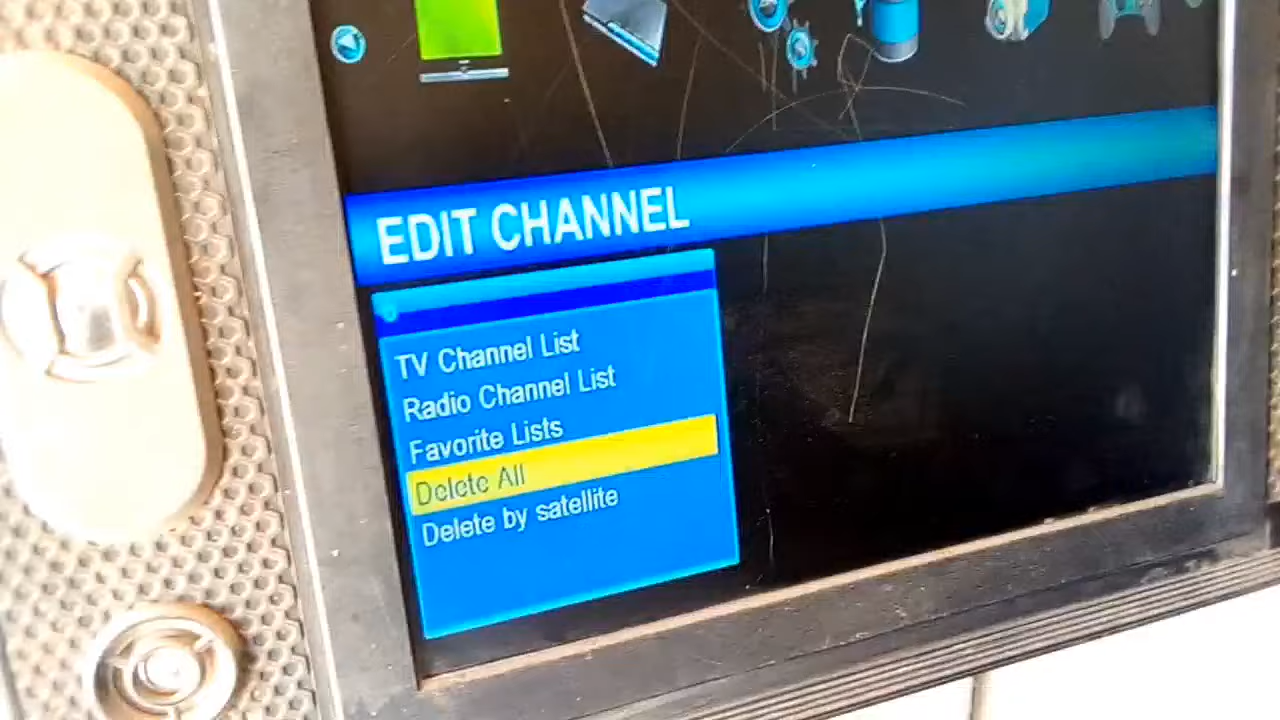 EDIT CHANNEL
TV Channel List
Radio Channel List
Favorite Lists
Delete All
Delete by satellite